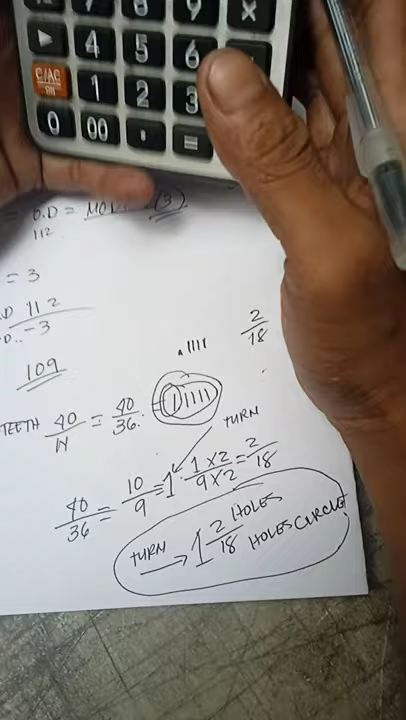 7 8 9 ×
▶ 4 5 6
C/AC ON 1 2 3
0 00 . =
= O.D = MOD (3)
112
= 3
D 112
D.. -3
109
.1111
2/18
TEETH 40/N = 40/36 = 1.1111
TURN
40/36 = 10/9 = 1 1×2/9×2 = 2/18
TURN → 1 2/18 HOLES HOLES CIRCLE